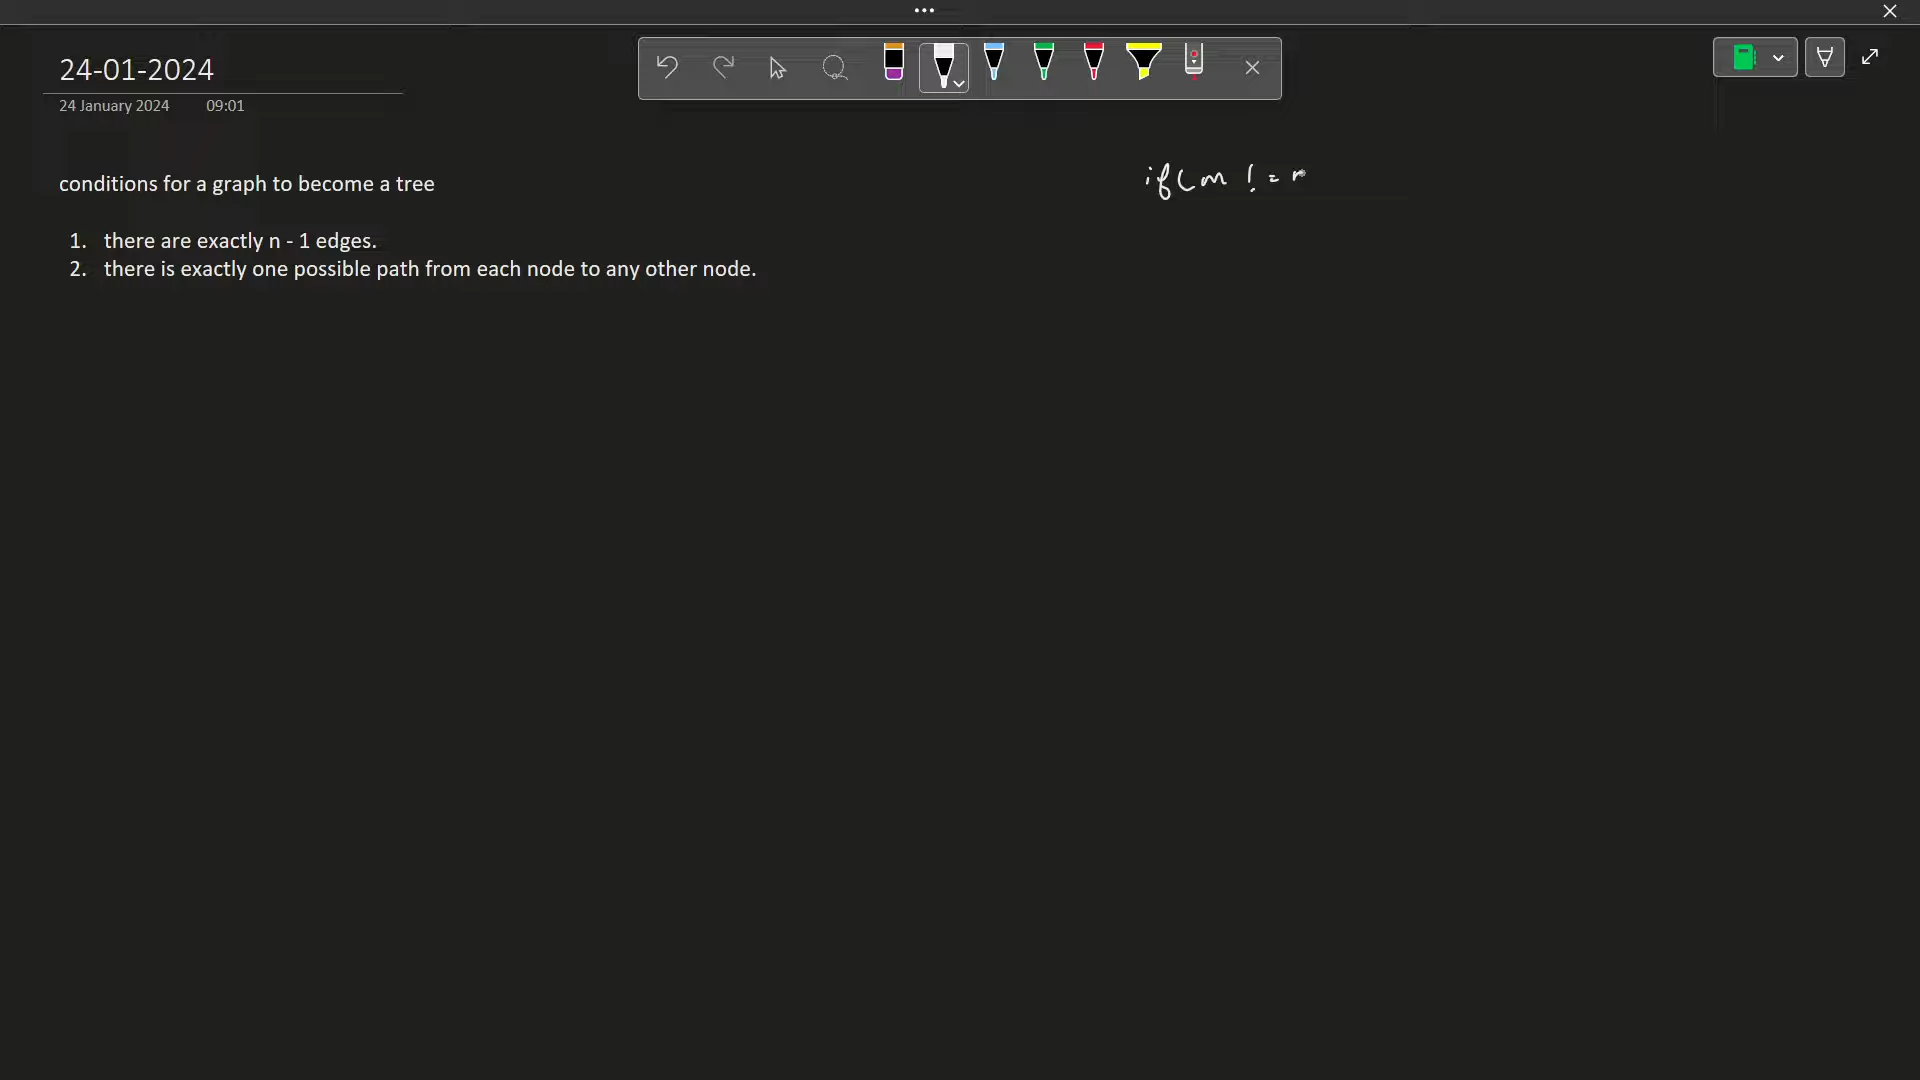 24-01-2024
24 January 2024 09:01
conditions for a graph to become a tree
if(m != n
1. there are exactly n - 1 edges.
2. there is exactly one possible path from each node to any other node.